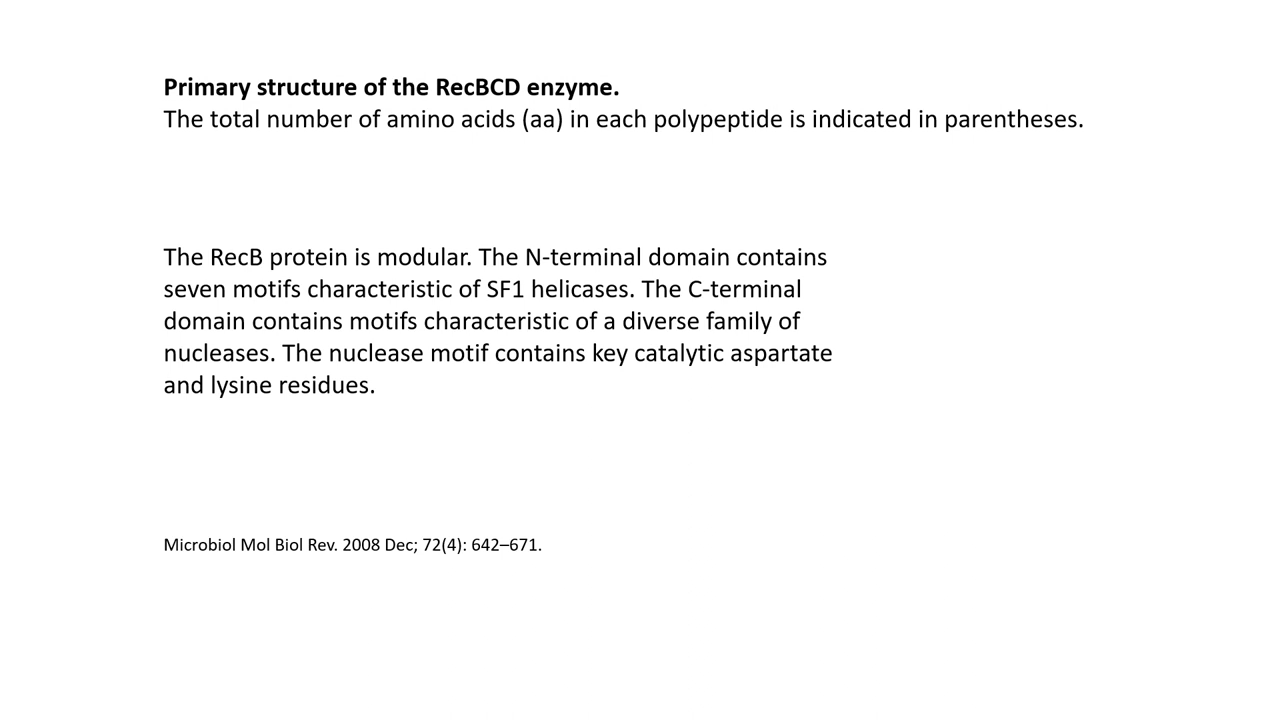 Primary structure of the RecBCD enzyme.
The total number of amino acids (aa) in each polypeptide is indicated in parentheses.
The RecB protein is modular. The N-terminal domain contains
seven motifs characteristic of SF1 helicases. The C-terminal
domain contains motifs characteristic of a diverse family of
nucleases. The nuclease motif contains key catalytic aspartate
and lysine residues.
Microbiol Mol Biol Rev. 2008 Dec; 72(4): 642–671.